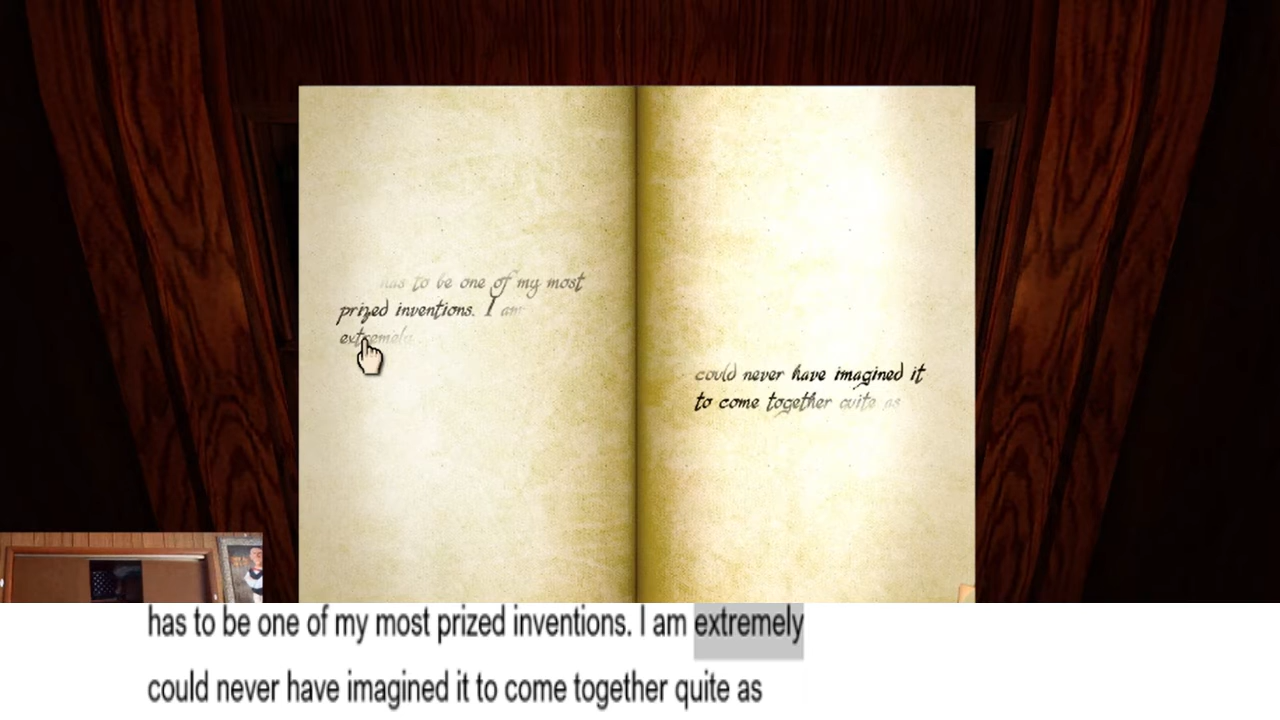 has to be one of my most
prized inventions. I am
extremely
could never have imagined it
to come together quite as
has to be one of my most prized inventions. I am extremely
could never have imagined it to come together quite as